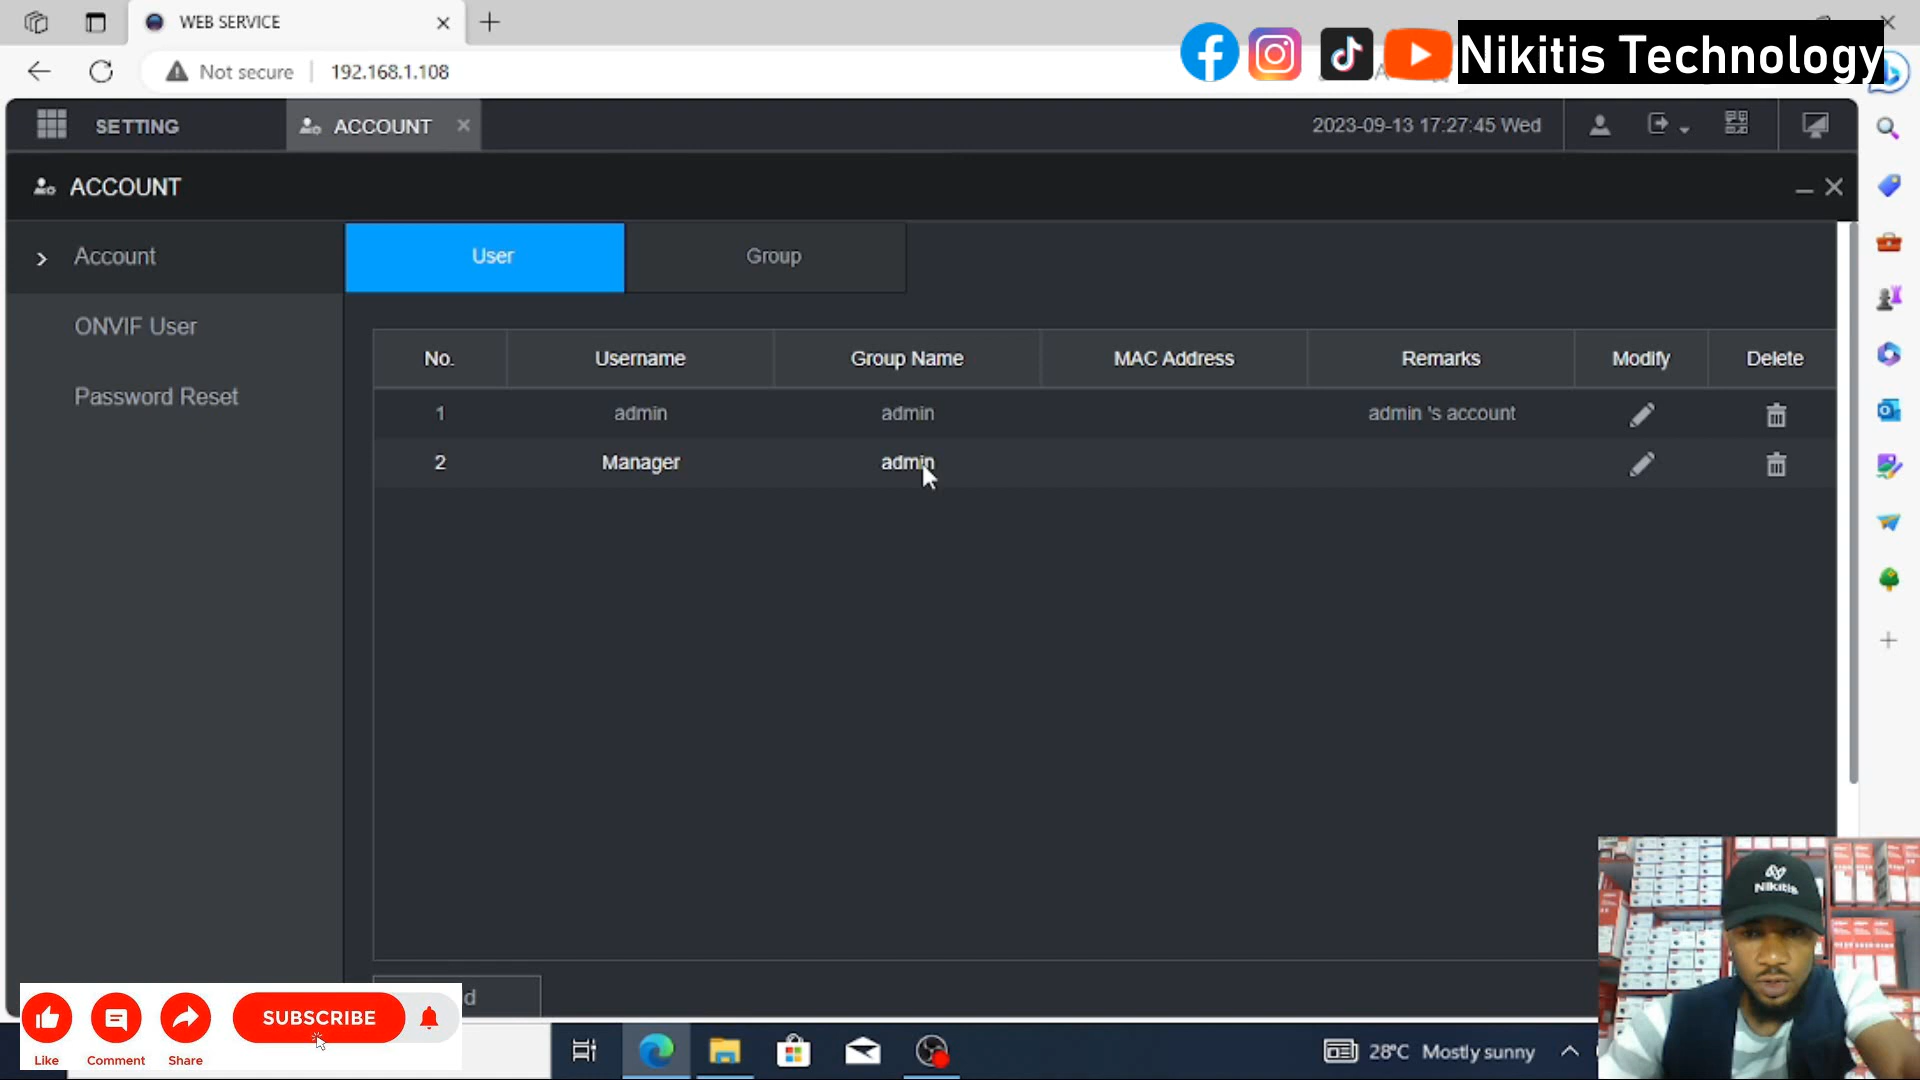 WEB SERVICE
Not secure
192.168.1.108
Nikitis Technology
SETTING
ACCOUNT
2023-09-13 17:27:45 Wed
ACCOUNT
Account
User
Group
ONVIF User
Password Reset
No.
Username
Group Name
MAC Address
Remarks
Modify
Delete
1
admin
admin
admin 's account
2
Manager
admin
Nikitis
SUBSCRIBE
Like
Comment
Share
28°C Mostly sunny